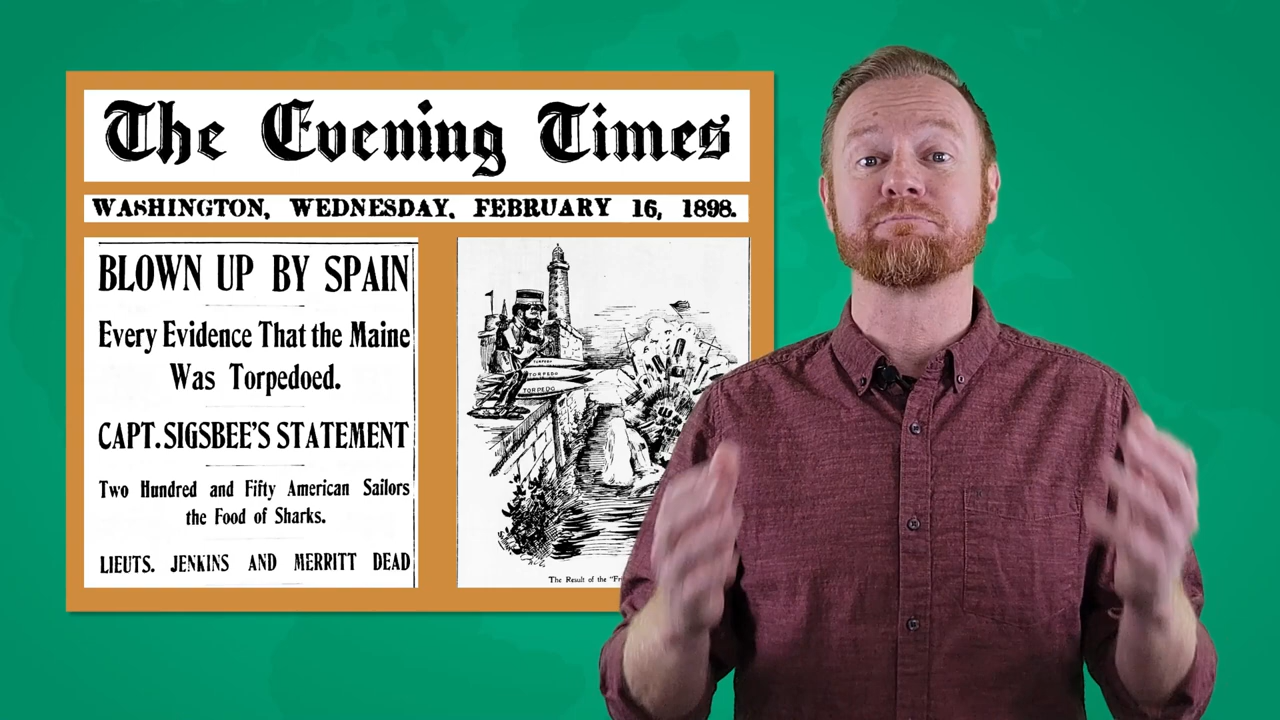 The Evening Times
WASHINGTON, WEDNESDAY, FEBRUARY 16, 1898.
BLOWN UP BY SPAIN
Every Evidence That the Maine
Was Torpedoed.
CAPT. SIGSBEE'S STATEMENT
Two Hundred and Fifty American Sailors
the Food of Sharks.
LIEUTS. JENKINS AND MERRITT DEAD
TORPEDO
TORPEDO
TORPEDO
The Result of the